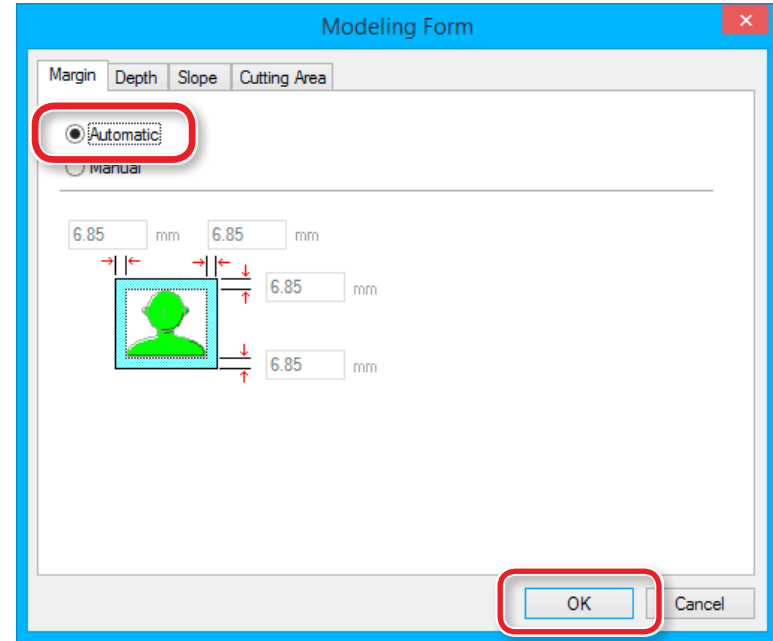 Modeling Form
Margin Depth Slope Cutting Area
Automatic
Manual
6.85 mm 6.85 mm
6.85 mm
6.85 mm
OK Cancel